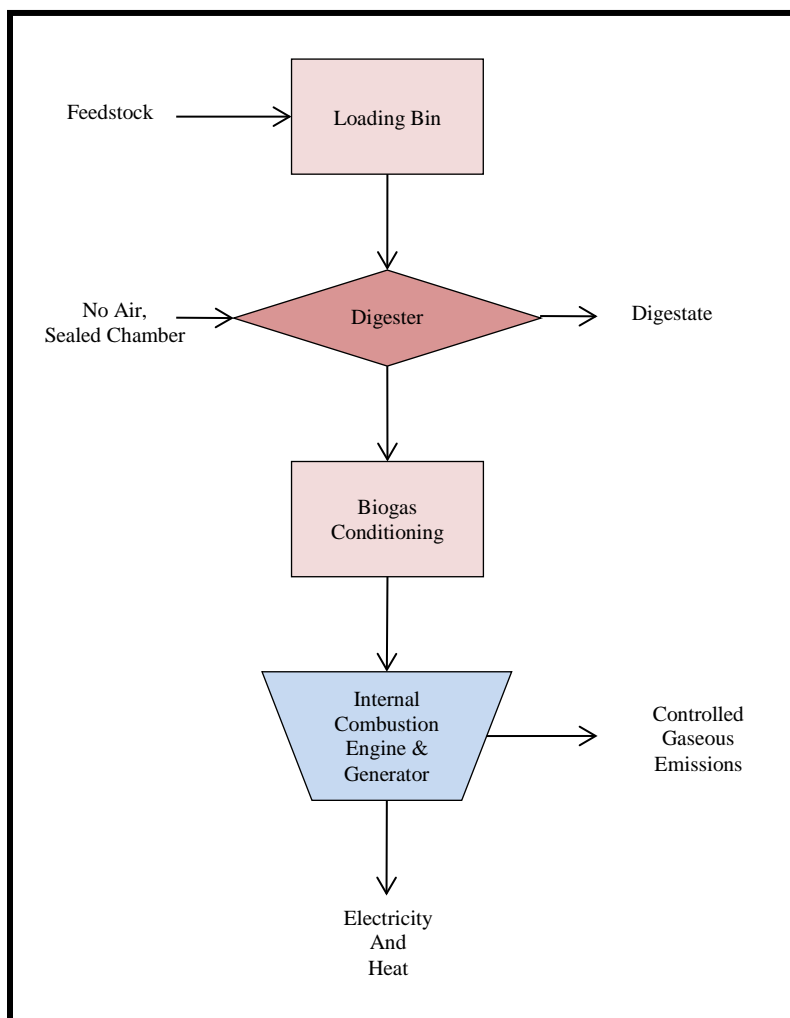 Feedstock
Loading Bin
No Air,
Sealed Chamber
Digester
Digestate
Biogas
Conditioning
Internal
Combustion
Engine &
Generator
Controlled
Gaseous
Emissions
Electricity
And
Heat